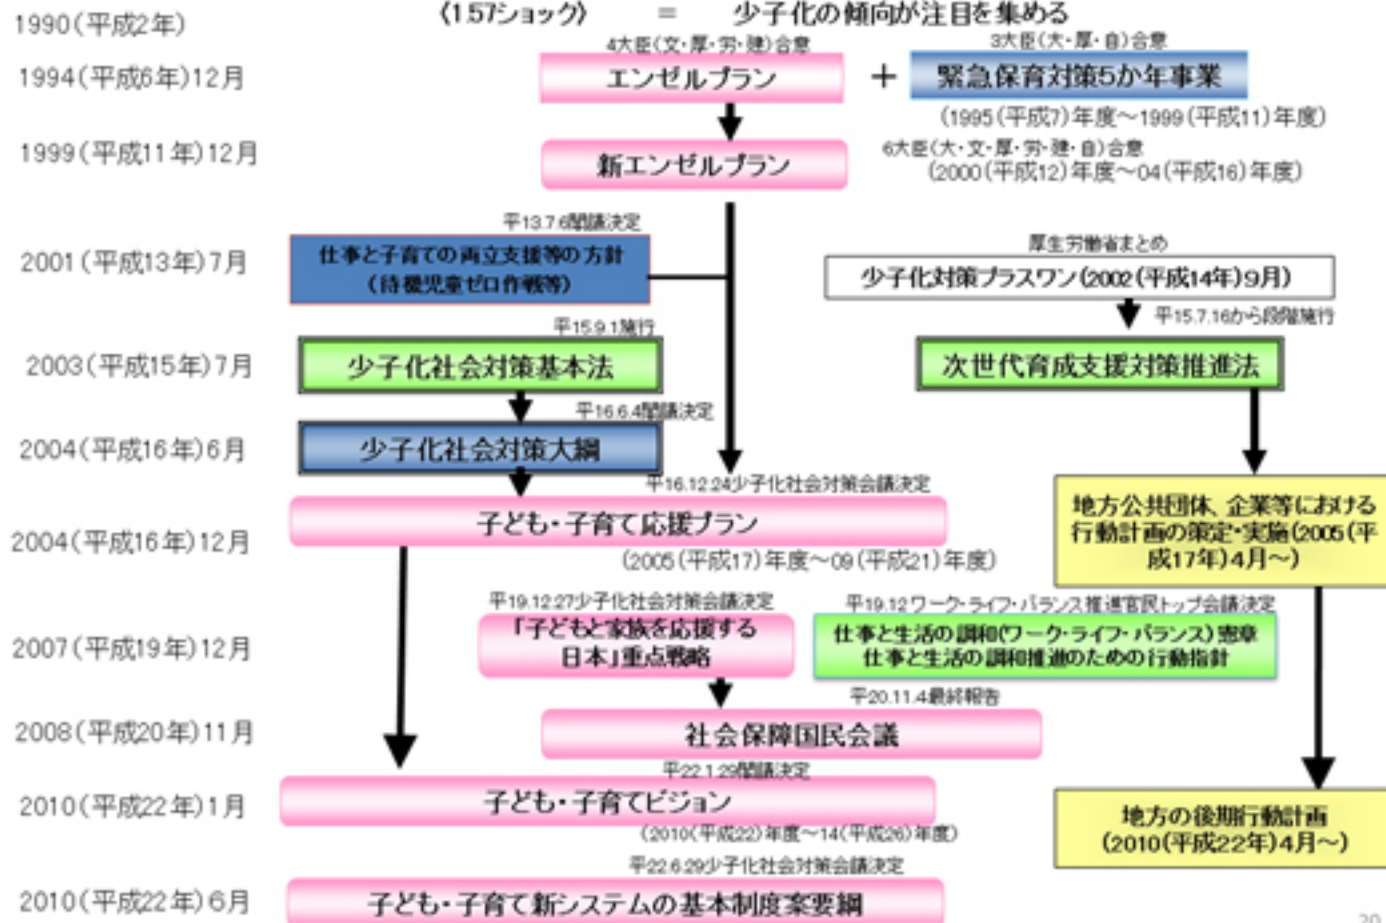 1990(平成2年)
〈1.57ショック〉 = 少子化の傾向が注目を集める
4大臣(文・厚・労・建)合意
3大臣(大・厚・自)合意
1994(平成6年)12月
エンゼルプラン
+
緊急保育対策5か年事業
(1995(平成7)年度～1999(平成11)年度)
1999(平成11年)12月
新エンゼルプラン
6大臣(大・文・厚・労・建・自)合意
(2000(平成12)年度～04(平成16)年度)
平13.7.6閣議決定
2001(平成13年)7月
仕事と子育ての両立支援等の方針
(待機児童ゼロ作戦等)
厚生労働省まとめ
少子化対策プラスワン(2002(平成14年)9月)
平15.9.1施行
平15.7.16から段階施行
2003(平成15年)7月
少子化社会対策基本法
次世代育成支援対策推進法
平16.6.4閣議決定
2004(平成16年)6月
少子化社会対策大綱
平16.12.24少子化社会対策会議決定
2004(平成16年)12月
子ども・子育て応援プラン
(2005(平成17)年度～09(平成21)年度)
地方公共団体、企業等における
行動計画の策定・実施(2005(平
成17年)4月～)
平19.12.27少子化社会対策会議決定
平19.12ワーク・ライフ・バランス推進官民トップ会議決定
2007(平成19年)12月
「子どもと家族を応援する
日本」重点戦略
仕事と生活の調和(ワーク・ライフ・バランス)憲章
仕事と生活の調和推進のための行動指針
平20.11.4最終報告
2008(平成20年)11月
社会保障国民会議
平22.1.29閣議決定
2010(平成22年)1月
子ども・子育てビジョン
(2010(平成22)年度～14(平成26)年度)
地方の後期行動計画
(2010(平成22年)4月～)
平22.6.29少子化社会対策会議決定
2010(平成22年)6月
子ども・子育て新システムの基本制度案要綱
20